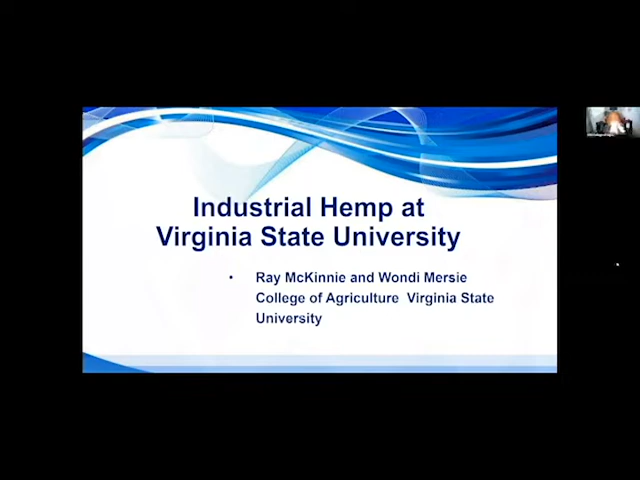 Industrial Hemp at
Virginia State University
• Ray McKinnie and Wondi Mersie
College of Agriculture Virginia State
University